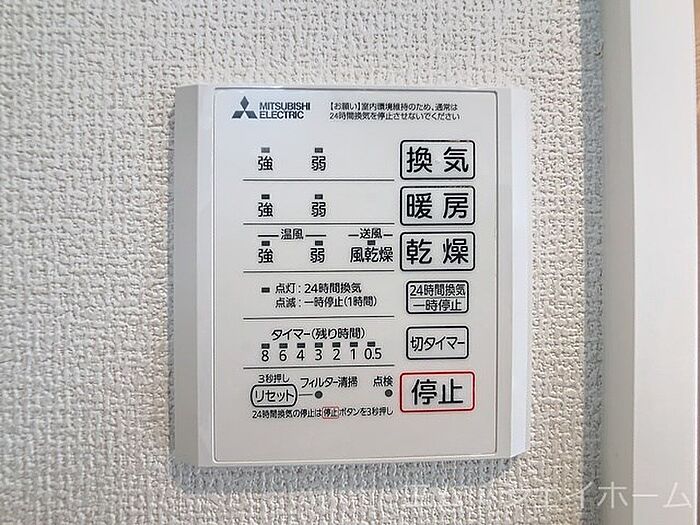 MITSUBISHI
ELECTRIC
【お願い】室内環境維持のため、通常は
24時間換気を停止させないでください
強 弱 換気
強 弱 暖房
温風 送風
強 弱 風乾燥 乾燥
点灯：24時間換気
点滅：一時停止(1時間)
24時間換気
一時停止
タイマー(残り時間)
8 6 4 3 2 1 0.5
切タイマー
3秒押し
リセット フィルター清掃 点検
停止
24時間換気の停止は停止ボタンを3秒押し
イホーム